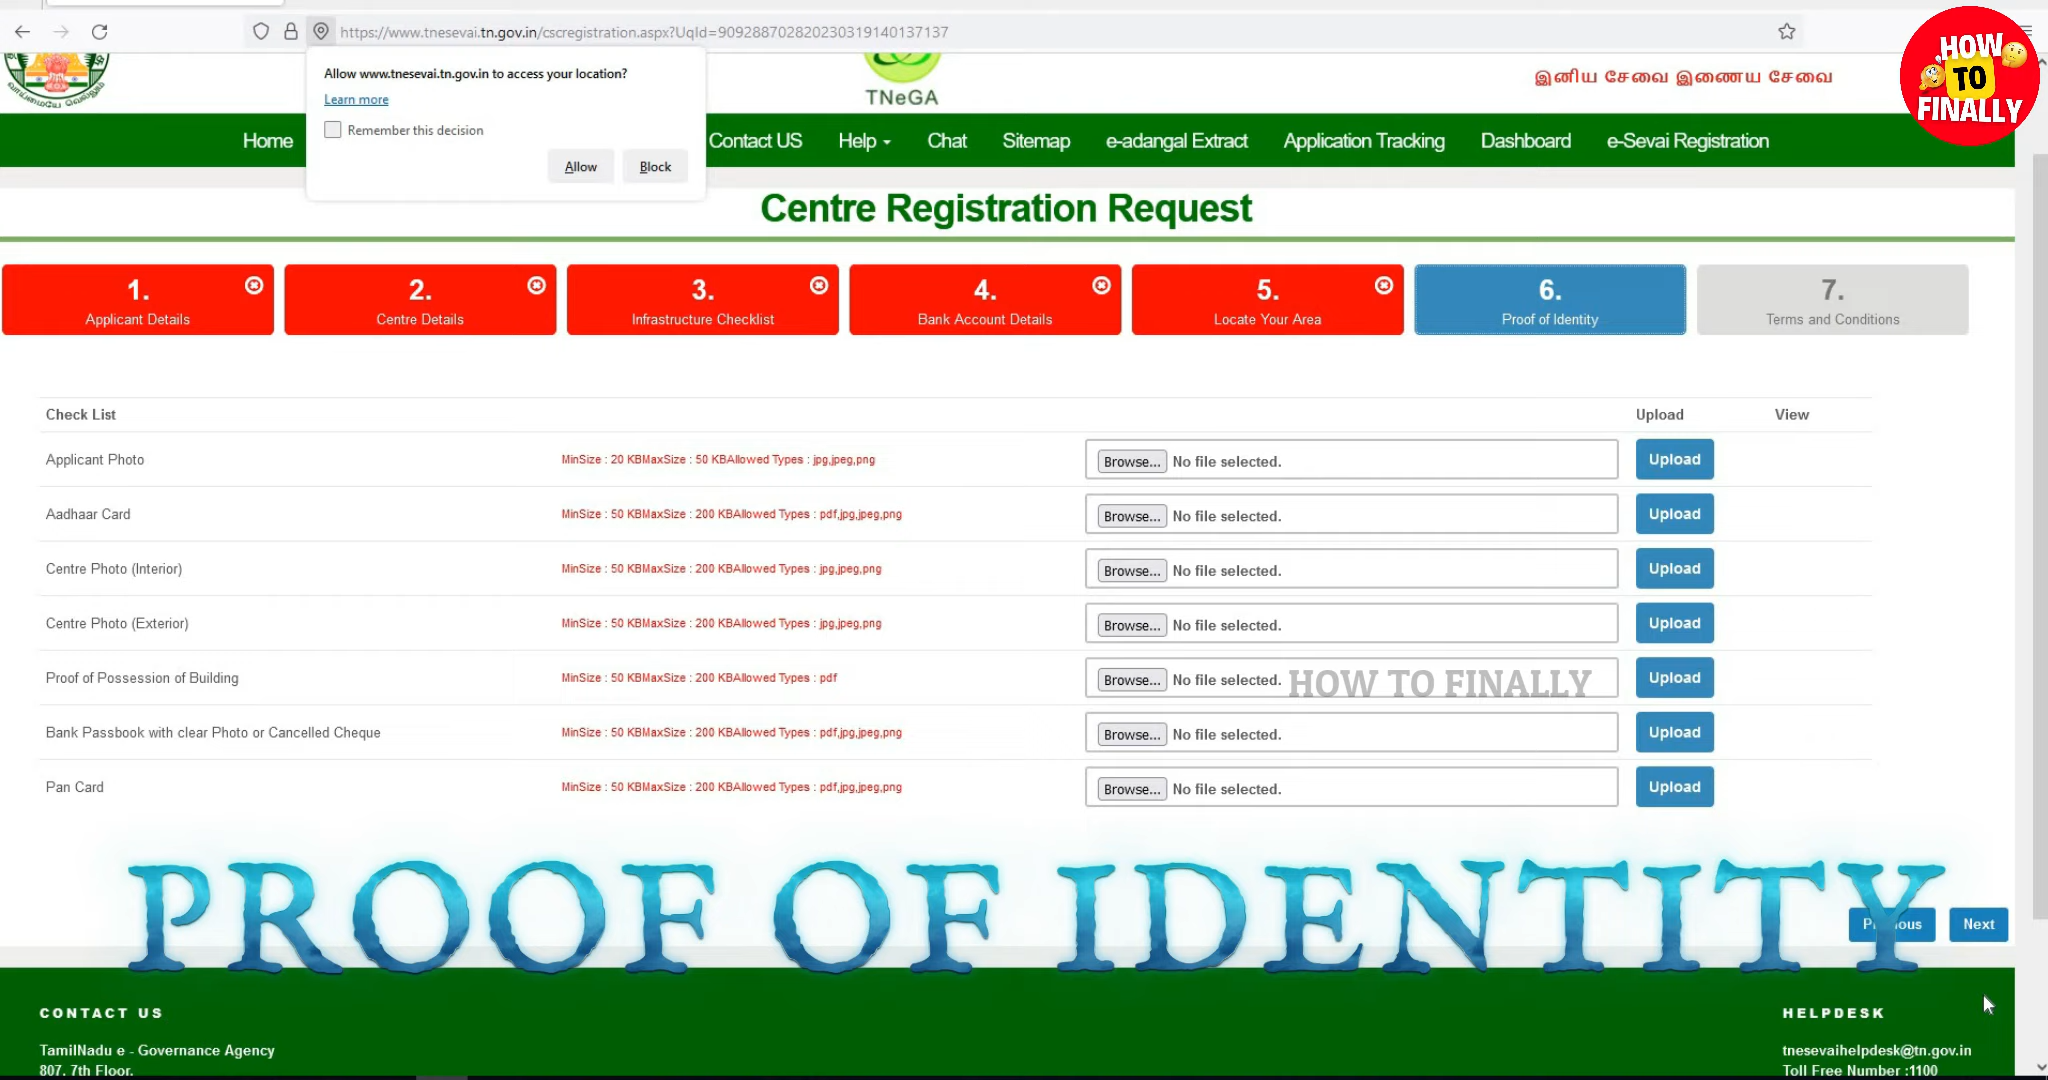 https://www.tnesevai.tn.gov.in/cscregistration.aspx?UqId=909288702820230319140137137
HOW
TO
FINALLY
Allow www.tnesevai.tn.gov.in to access your location?
Learn more
Remember this decision
Allow Block
வாய்மையே வெல்லும்
TNeGA
இனிய சேவை இணைய சேவை
Home Contact US Help Chat Sitemap e-adangal Extract Application Tracking Dashboard e-Sevai Registration
Centre Registration Request
1. 2. 3. 4. 5. 6. 7.
Applicant Details Centre Details Infrastructure Checklist Bank Account Details Locate Your Area Proof of Identity Terms and Conditions
Check List Upload View
Applicant Photo MinSize : 20 KBMaxSize : 50 KBAllowed Types : jpg,jpeg,png Browse... No file selected. Upload
Aadhaar Card MinSize : 50 KBMaxSize : 200 KBAllowed Types : pdf,jpg,jpeg,png Browse... No file selected. Upload
Centre Photo (Interior) MinSize : 50 KBMaxSize : 200 KBAllowed Types : jpg,jpeg,png Browse... No file selected. Upload
Centre Photo (Exterior) MinSize : 50 KBMaxSize : 200 KBAllowed Types : jpg,jpeg,png Browse... No file selected. Upload
Proof of Possession of Building MinSize : 50 KBMaxSize : 200 KBAllowed Types : pdf Browse... No file selected. HOW TO FINALLY Upload
Bank Passbook with clear Photo or Cancelled Cheque MinSize : 50 KBMaxSize : 200 KBAllowed Types : pdf,jpg,jpeg,png Browse... No file selected. Upload
Pan Card MinSize : 50 KBMaxSize : 200 KBAllowed Types : pdf,jpg,jpeg,png Browse... No file selected. Upload
PROOF OF IDENTITY
Previous Next
CONTACT US HELPDESK
TamilNadu e - Governance Agency tnesevaihelpdesk@tn.gov.in
807. 7th Floor. Toll Free Number :1100